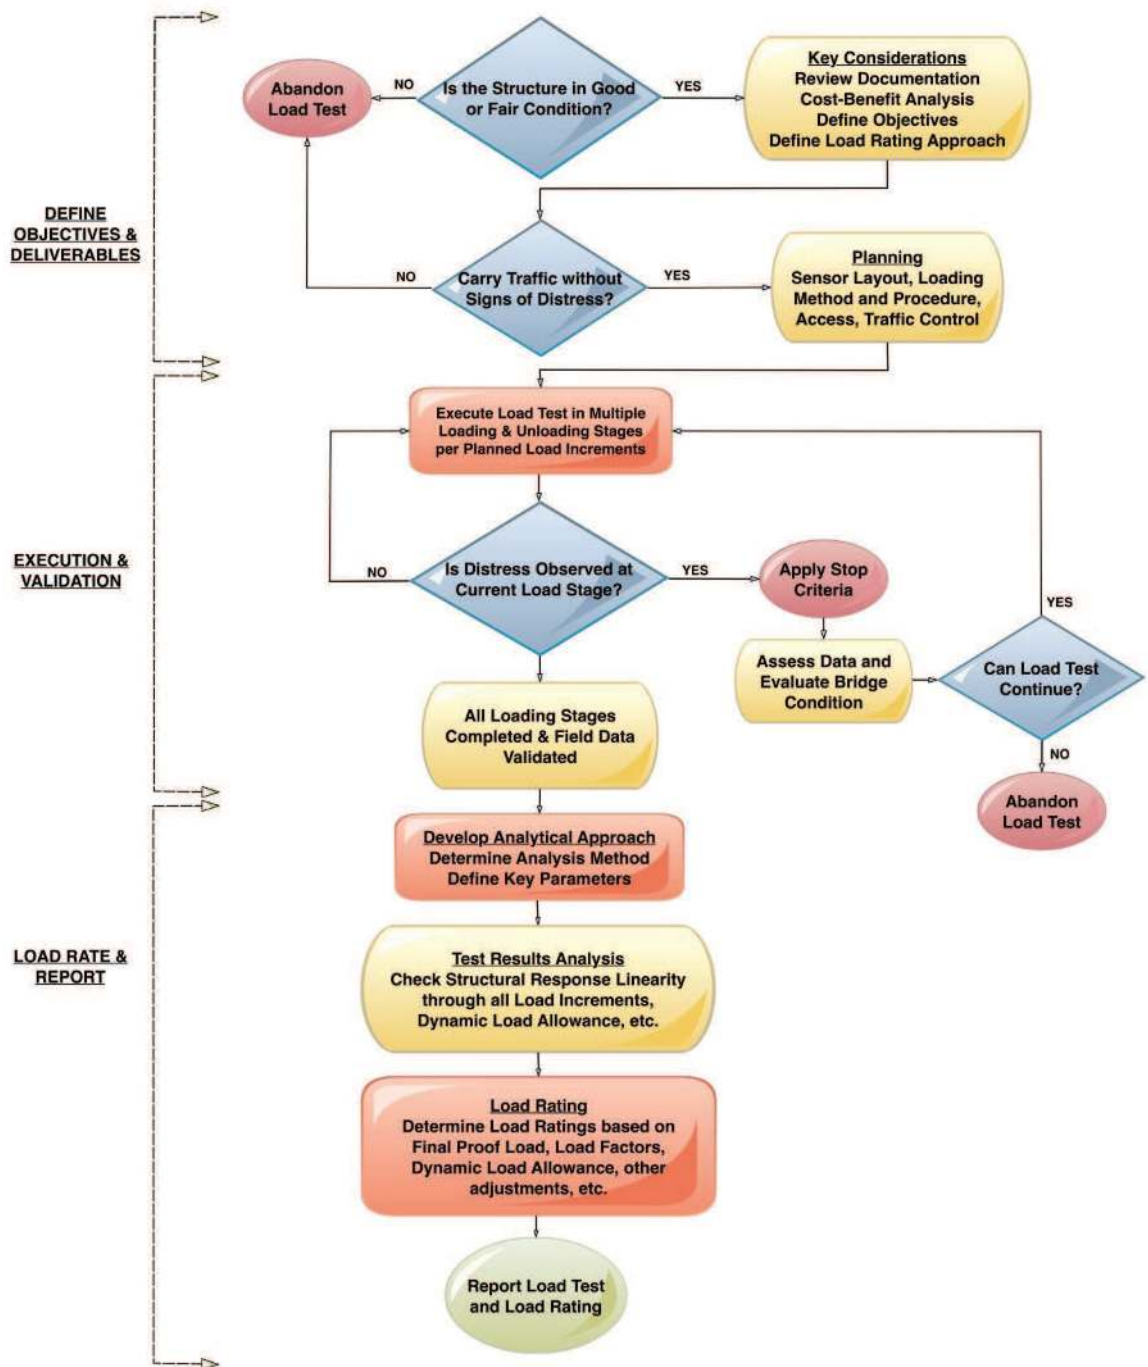 Is the Structure in Good
or Fair Condition?
NO
YES
Abandon
Load Test
Key Considerations
Review Documentation
Cost-Benefit Analysis
Define Objectives
Define Load Rating Approach
DEFINE
OBJECTIVES &
DELIVERABLES
Carry Traffic without
Signs of Distress?
NO
YES
Planning
Sensor Layout, Loading
Method and Procedure,
Access, Traffic Control
Execute Load Test in Multiple
Loading & Unloading Stages
per Planned Load Increments
EXECUTION &
VALIDATION
Is Distress Observed at
Current Load Stage?
NO
YES
Apply Stop
Criteria
Assess Data and
Evaluate Bridge
Condition
YES
Can Load Test
Continue?
NO
Abandon
Load Test
All Loading Stages
Completed & Field Data
Validated
Develop Analytical Approach
Determine Analysis Method
Define Key Parameters
LOAD RATE &
REPORT
Test Results Analysis
Check Structural Response Linearity
through all Load Increments,
Dynamic Load Allowance, etc.
Load Rating
Determine Load Ratings based on
Final Proof Load, Load Factors,
Dynamic Load Allowance, other
adjustments, etc.
Report Load Test
and Load Rating